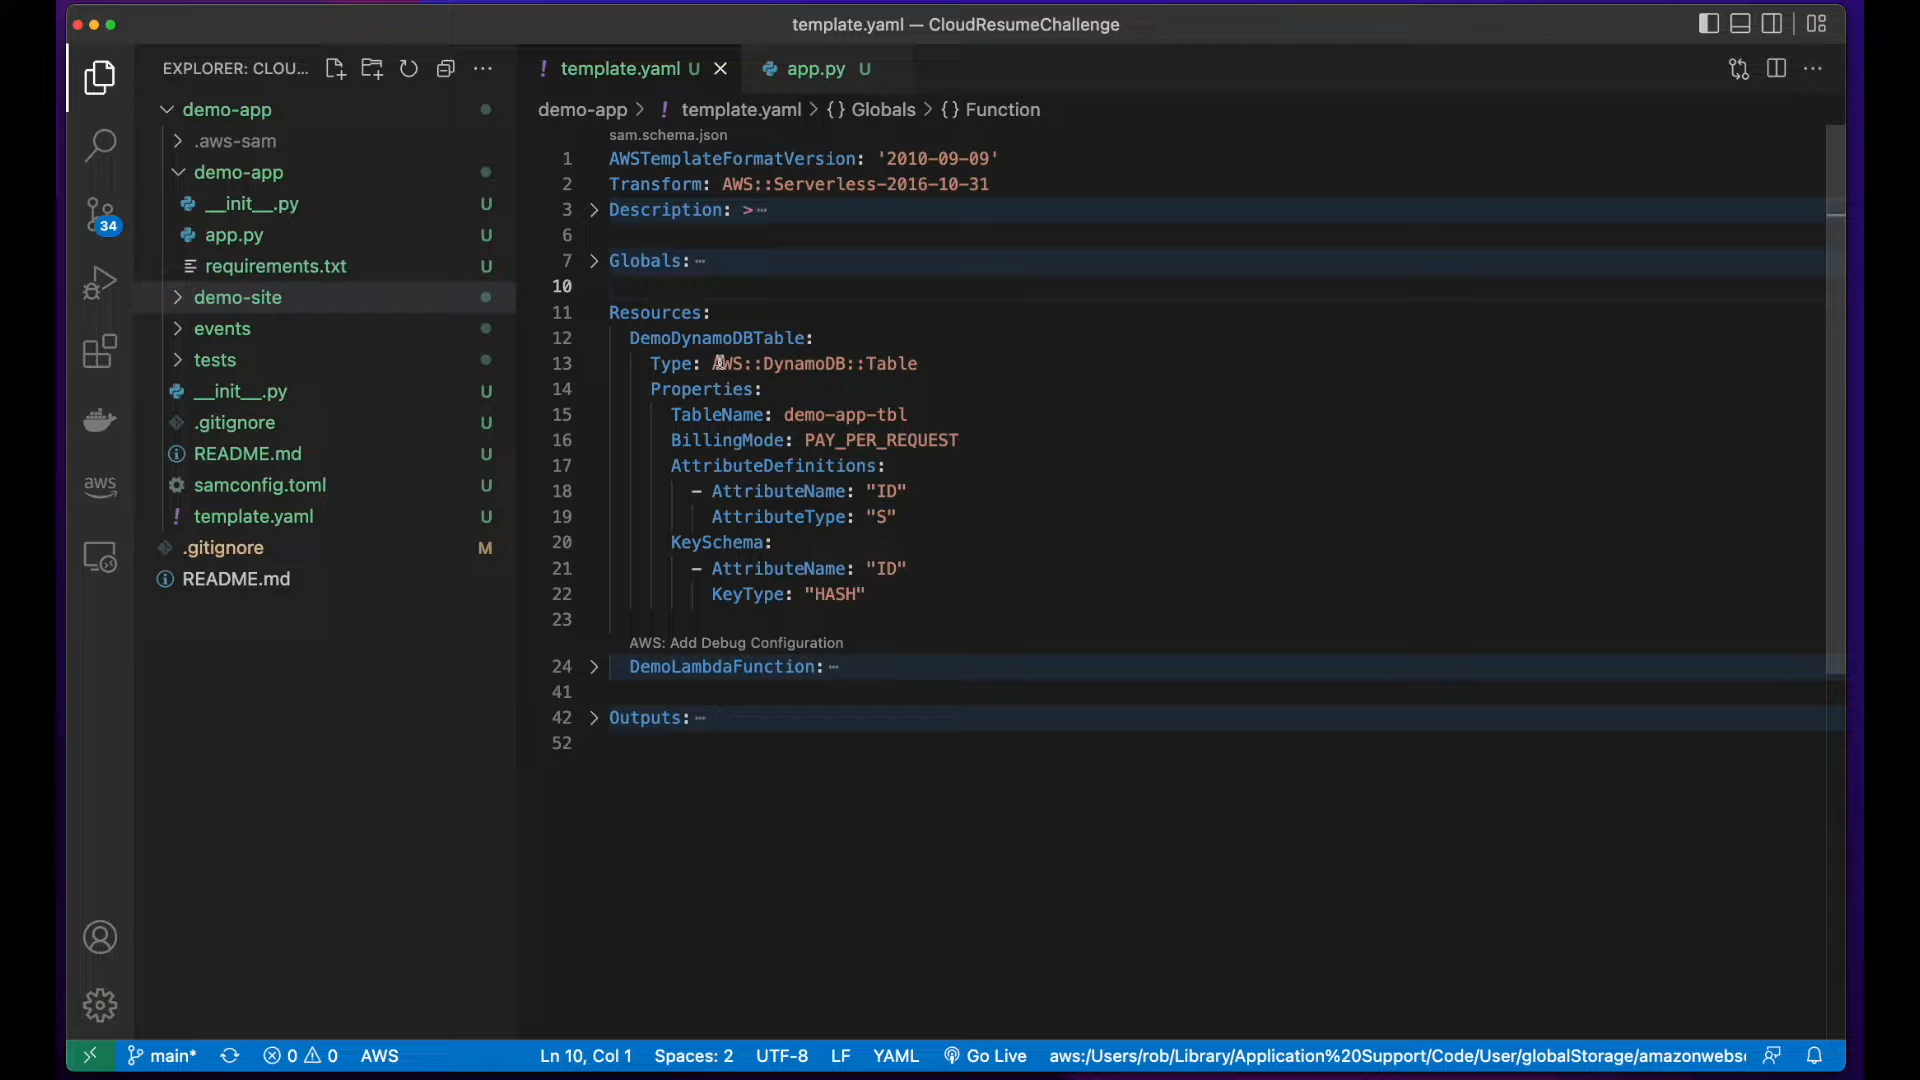 template.yaml — CloudResumeChallenge
EXPLORER: CLOU...
template.yaml U
app.py U
demo-app > ! template.yaml > {} Globals > {} Function
demo-app
.aws-sam
demo-app
__init__.py U
app.py U
requirements.txt U
demo-site
events
tests
__init__.py U
.gitignore U
README.md U
samconfig.toml U
template.yaml U
.gitignore M
README.md
34
aws
sam.schema.json
1 AWSTemplateFormatVersion: '2010-09-09'
2 Transform: AWS::Serverless-2016-10-31
3 Description: >
6
7 Globals:
10
11 Resources:
12 DemoDynamoDBTable:
13 Type: AWS::DynamoDB::Table
14 Properties:
15 TableName: demo-app-tbl
16 BillingMode: PAY_PER_REQUEST
17 AttributeDefinitions:
18 - AttributeName: "ID"
19 AttributeType: "S"
20 KeySchema:
21 - AttributeName: "ID"
22 KeyType: "HASH"
23
AWS: Add Debug Configuration
24 DemoLambdaFunction:
41
42 Outputs:
52
main* 0 0 AWS Ln 10, Col 1 Spaces: 2 UTF-8 LF YAML Go Live aws:/Users/rob/Library/Application%20Support/Code/User/globalStorage/amazonwebs